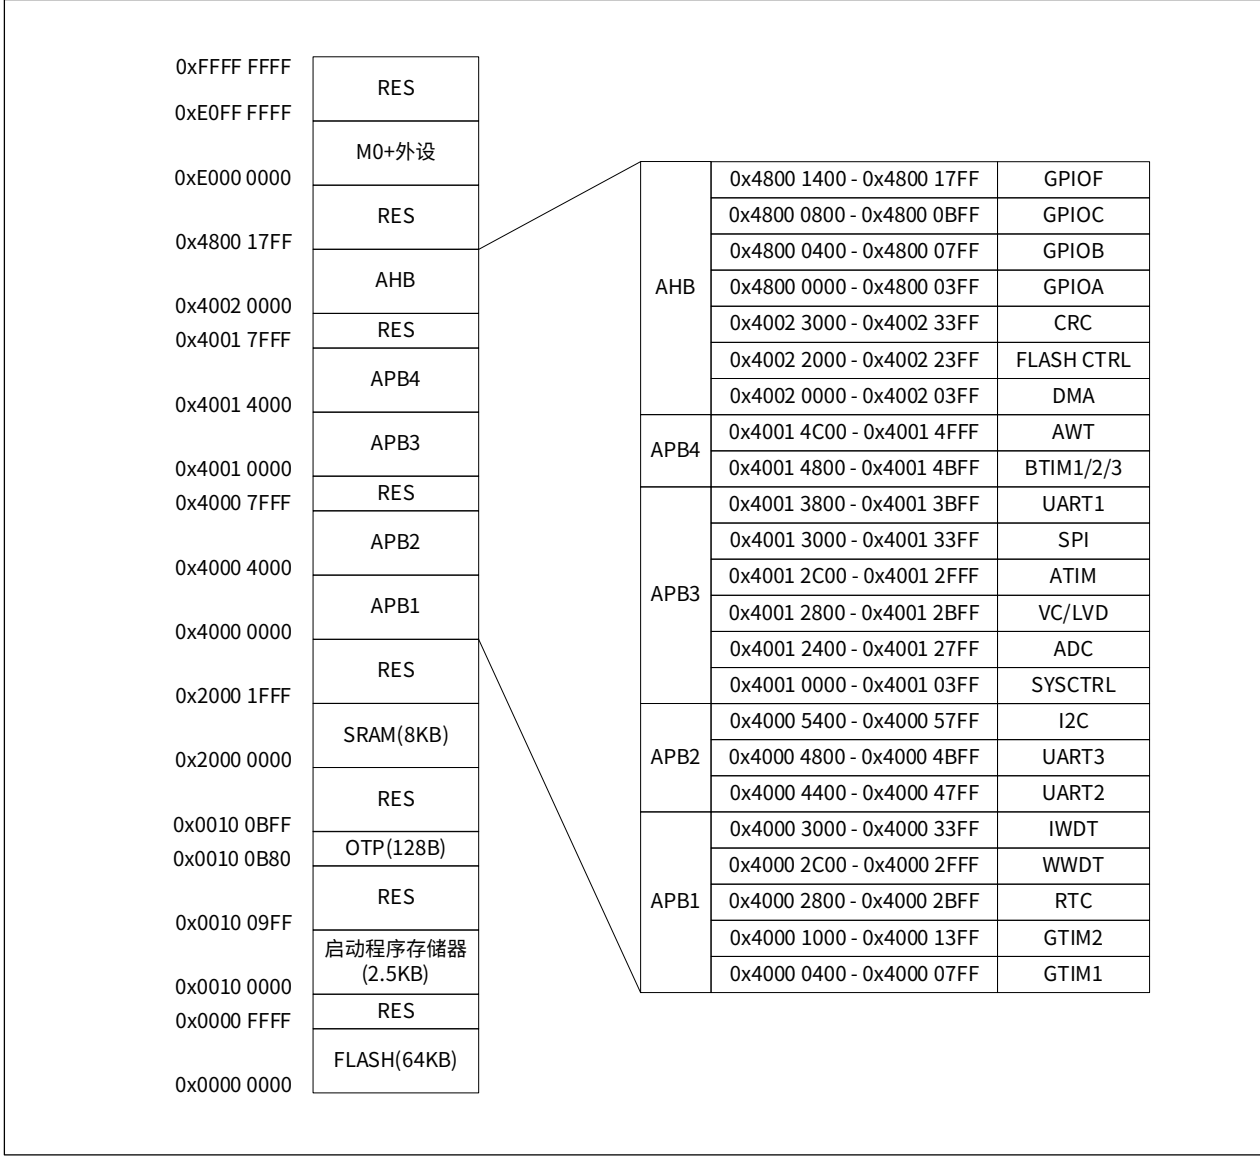 0xFFFF FFFF
RES
0xE0FF FFFF
M0+外设
0xE000 0000
RES
0x4800 17FF
AHB
0x4002 0000
RES
0x4001 7FFF
APB4
0x4001 4000
APB3
0x4001 0000
RES
0x4000 7FFF
APB2
0x4000 4000
APB1
0x4000 0000
RES
0x2000 1FFF
SRAM(8KB)
0x2000 0000
RES
0x0010 0BFF
OTP(128B)
0x0010 0B80
RES
0x0010 09FF
启动程序存储器
(2.5KB)
0x0010 0000
RES
0x0000 FFFF
FLASH(64KB)
0x0000 0000
AHB
0x4800 1400 - 0x4800 17FF GPIOF
0x4800 0800 - 0x4800 0BFF GPIOC
0x4800 0400 - 0x4800 07FF GPIOB
0x4800 0000 - 0x4800 03FF GPIOA
0x4002 3000 - 0x4002 33FF CRC
0x4002 2000 - 0x4002 23FF FLASH CTRL
0x4002 0000 - 0x4002 03FF DMA
APB4
0x4001 4C00 - 0x4001 4FFF AWT
0x4001 4800 - 0x4001 4BFF BTIM1/2/3
APB3
0x4001 3800 - 0x4001 3BFF UART1
0x4001 3000 - 0x4001 33FF SPI
0x4001 2C00 - 0x4001 2FFF ATIM
0x4001 2800 - 0x4001 2BFF VC/LVD
0x4001 2400 - 0x4001 27FF ADC
0x4001 0000 - 0x4001 03FF SYSCTRL
APB2
0x4000 5400 - 0x4000 57FF I2C
0x4000 4800 - 0x4000 4BFF UART3
0x4000 4400 - 0x4000 47FF UART2
APB1
0x4000 3000 - 0x4000 33FF IWDT
0x4000 2C00 - 0x4000 2FFF WWDT
0x4000 2800 - 0x4000 2BFF RTC
0x4000 1000 - 0x4000 13FF GTIM2
0x4000 0400 - 0x4000 07FF GTIM1